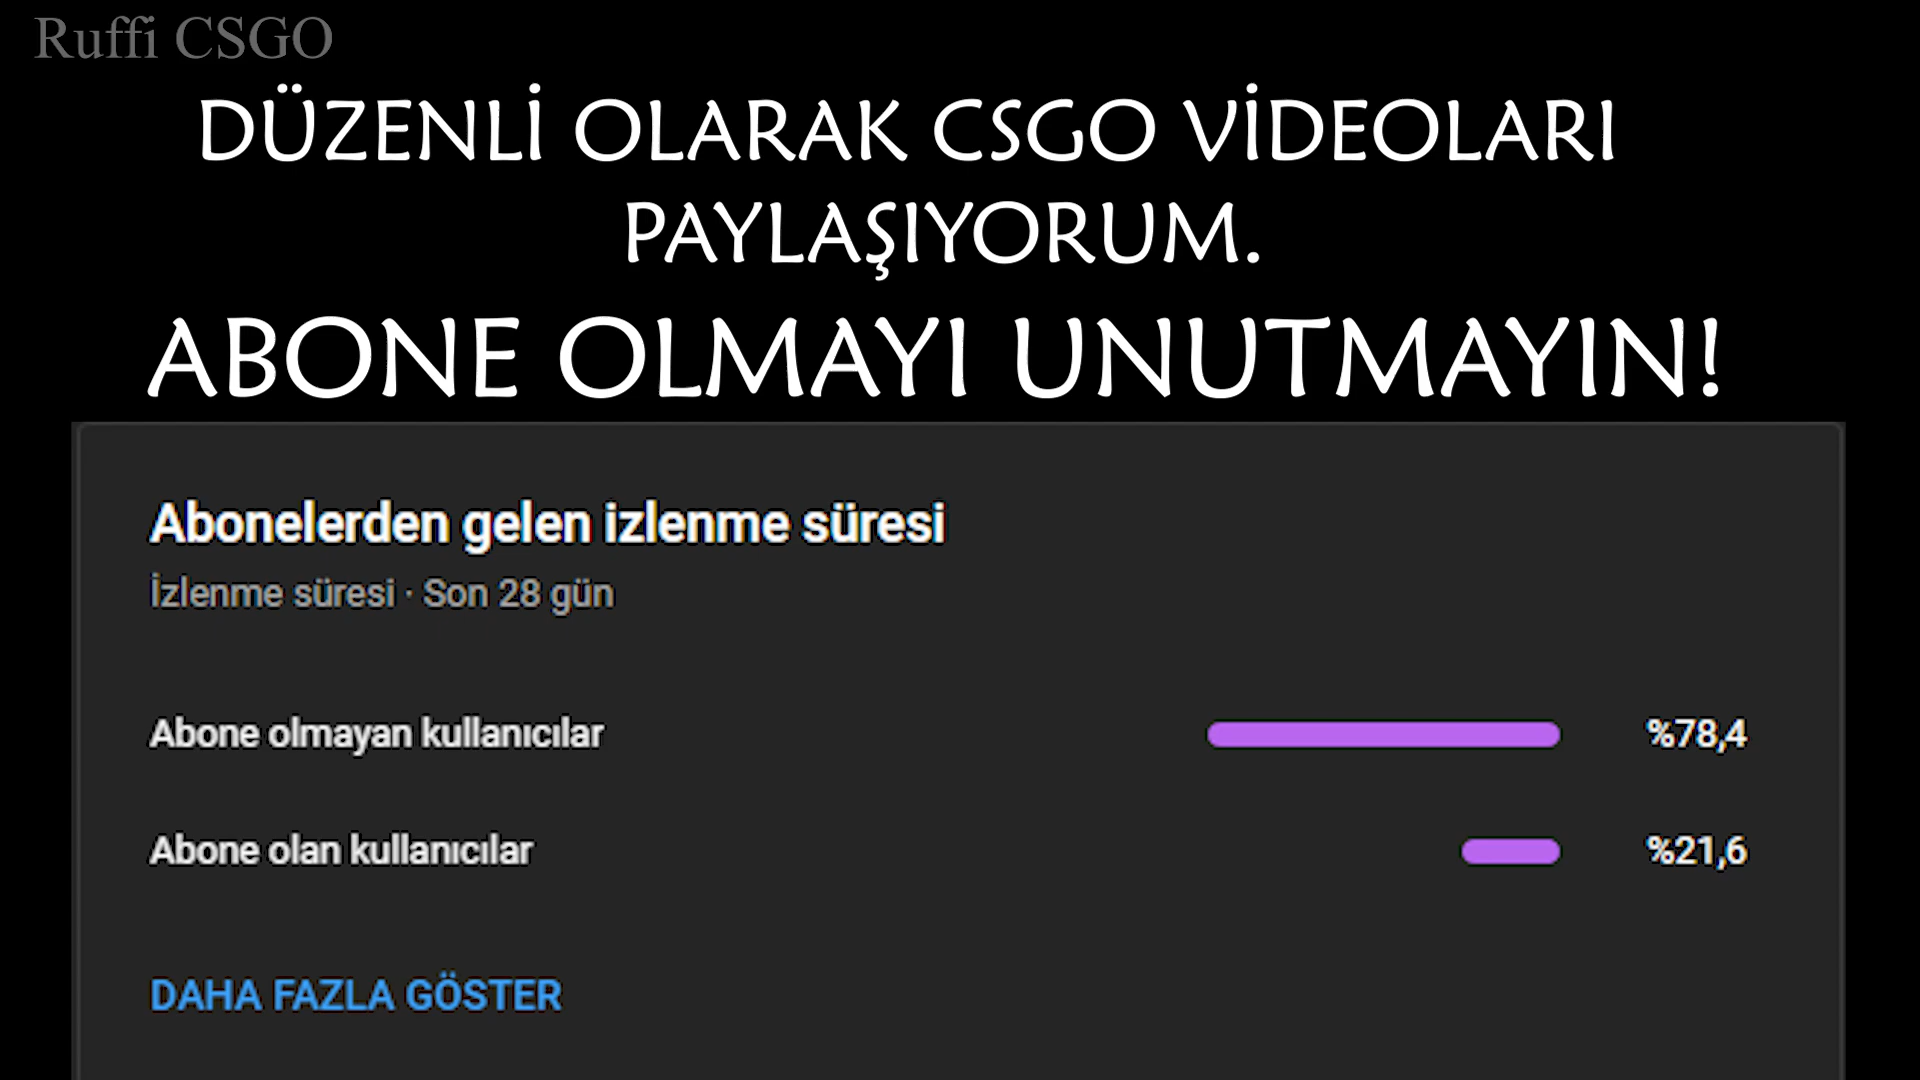 Ruffi CSGO
DÜZENLİ OLARAK CSGO VİDEOLARI
PAYLAŞIYORUM.
ABONE OLMAYI UNUTMAYIN!
Abonelerden gelen izlenme süresi
İzlenme süresi · Son 28 gün
Abone olmayan kullanıcılar %78,4
Abone olan kullanıcılar %21,6
DAHA FAZLA GÖSTER